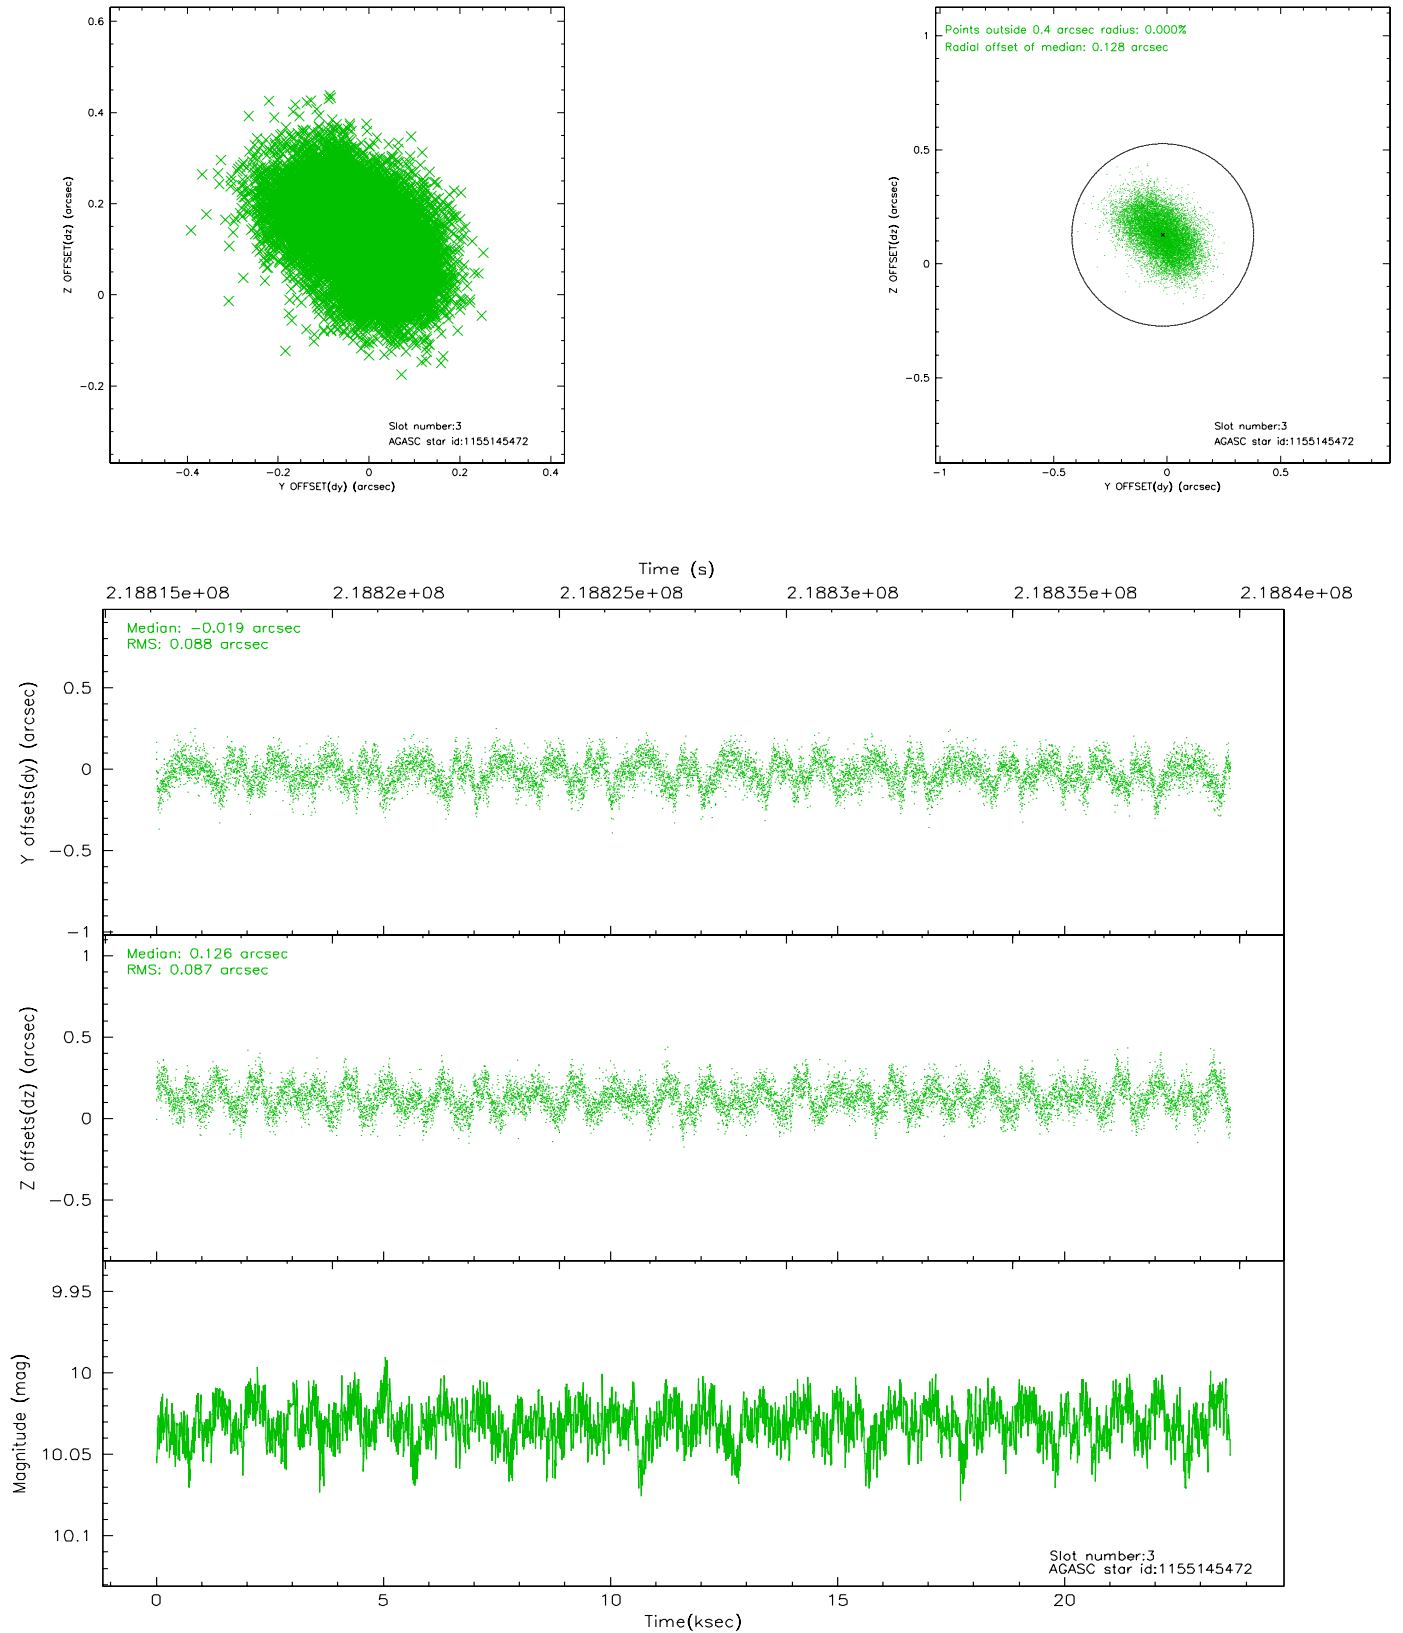 0.6
0.4
0.2
0
−0.2
Z OFFSET(dz) (arcsec)
Slot number:3
AGASC star id:1155145472
−0.4 −0.2 0 0.2 0.4
Y OFFSET(dy) (arcsec)
Points outside 0.4 arcsec radius: 0.000%
Radial offset of median: 0.128 arcsec
1
0.5
0
−0.5
Z OFFSET(dz) (arcsec)
Slot number:3
AGASC star id:1155145472
−1 −0.5 0 0.5
Y OFFSET(dy) (arcsec)
Time (s)
2.18815e+08 2.1882e+08 2.18825e+08 2.1883e+08 2.18835e+08 2.1884e+08
Median: −0.019 arcsec
RMS: 0.088 arcsec
0.5
0
−0.5
−1
Y offsets(dy) (arcsec)
Median: 0.126 arcsec
RMS: 0.087 arcsec
1
0.5
0
−0.5
Z offsets(dz) (arcsec)
9.95
10
10.05
10.1
Magnitude (mag)
Slot number:3
AGASC star id:1155145472
0 5 10 15 20
Time(ksec)